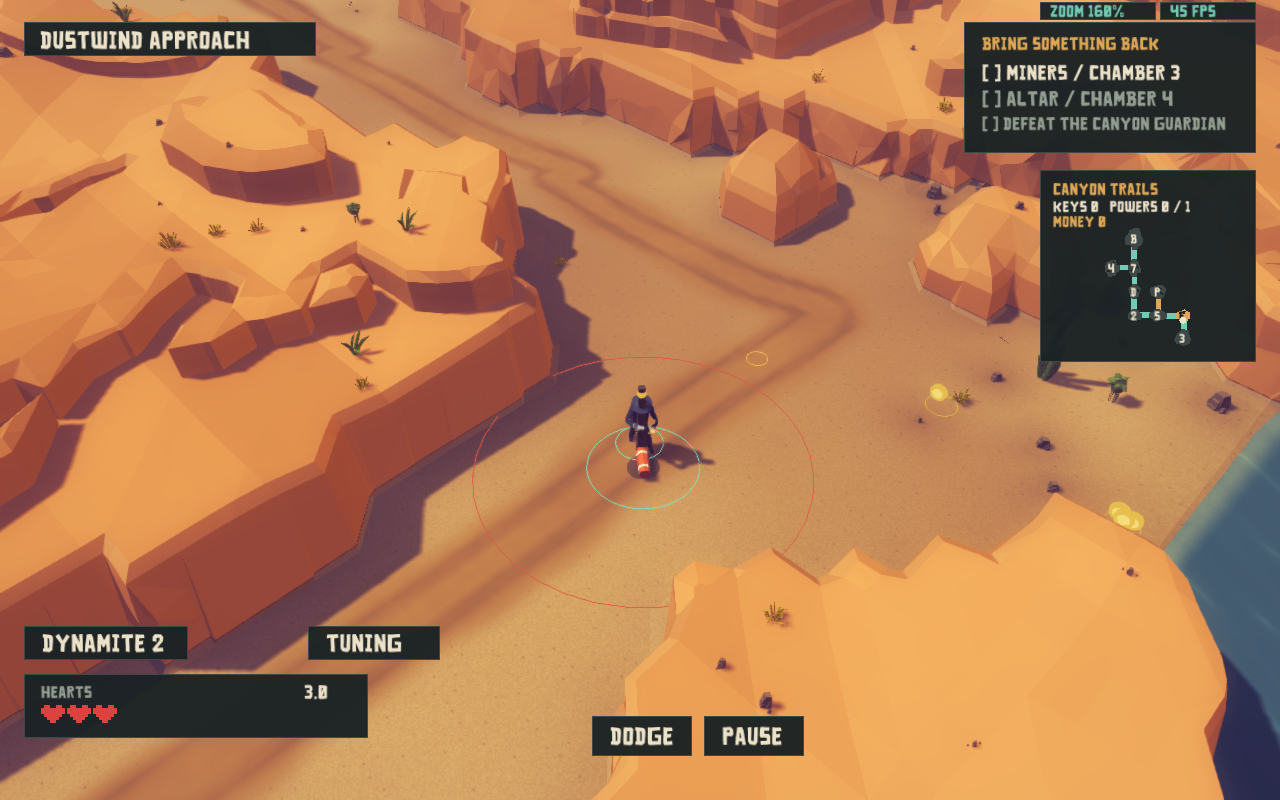 DUSTWIND APPROACH
ZOOM 160%
45 FPS
BRING SOMETHING BACK
[ ] MINERS / CHAMBER 3
[ ] ALTAR / CHAMBER 4
[ ] DEFEAT THE CANYON GUARDIAN
CANYON TRAILS
KEYS 0 POWERS 0 / 1
MONEY 0
B
4 7
D P
2 5
3
DYNAMITE 2
TUNING
HEARTS 3.0
DODGE
PAUSE